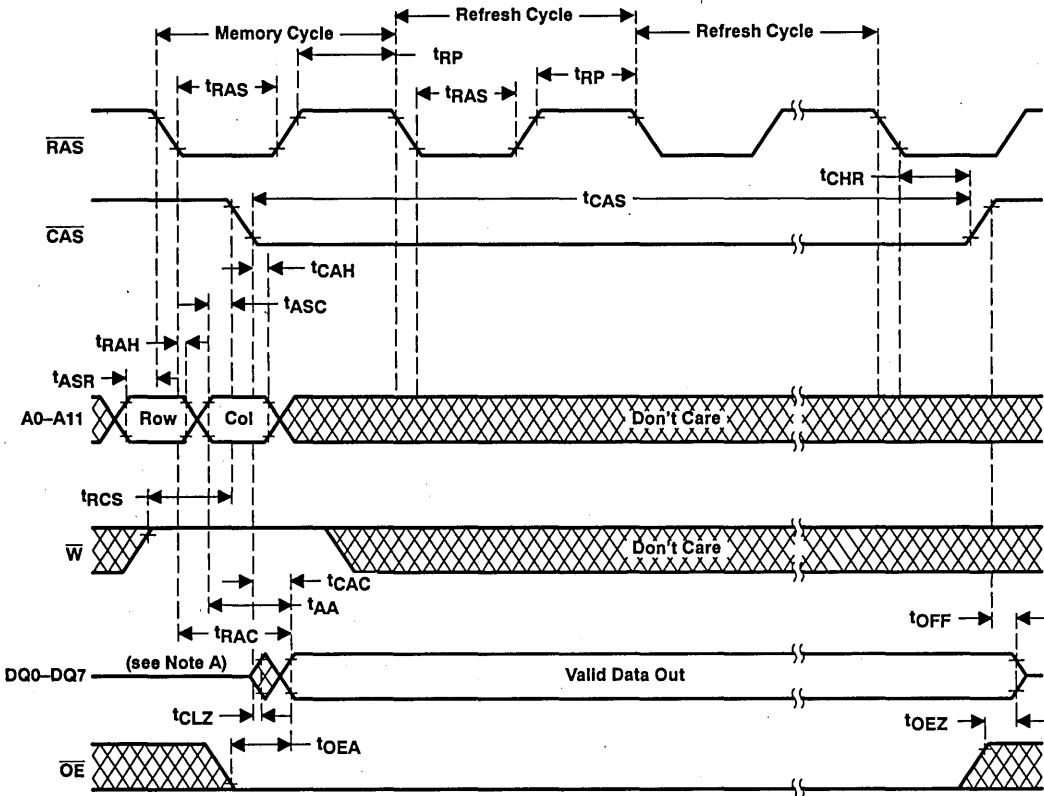 Refresh Cycle
Memory Cycle
Refresh Cycle
tRP
tRAS
tRP
tRAS
RAS
tCHR
tCAS
CAS
tCAH
tASC
tRAH
tASR
A0–A11
Row
Col
Don't Care
tRCS
W
Don't Care
tCAC
tAA
tOFF
tRAC
(see Note A)
DQ0–DQ7
Valid Data Out
tCLZ
tOEZ
tOEA
OE